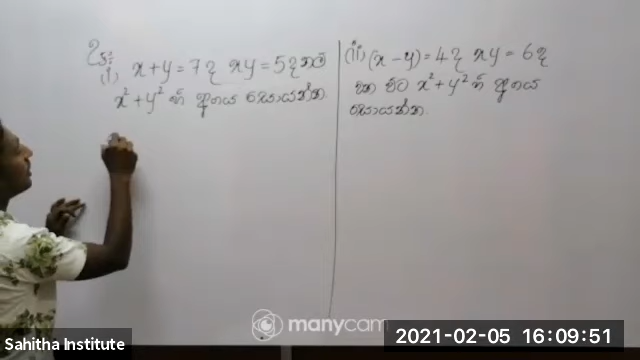 උදා:
(i) x + y = 7 ද xy = 5 ද නම්
x² + y² හි අගය සොයන්න.
(ii) (x − y) = 4 ද xy = 6 ද
වන විට x² + y² හි අගය
සොයන්න.
manycam
Sahitha Institute
2021-02-05 16:09:51